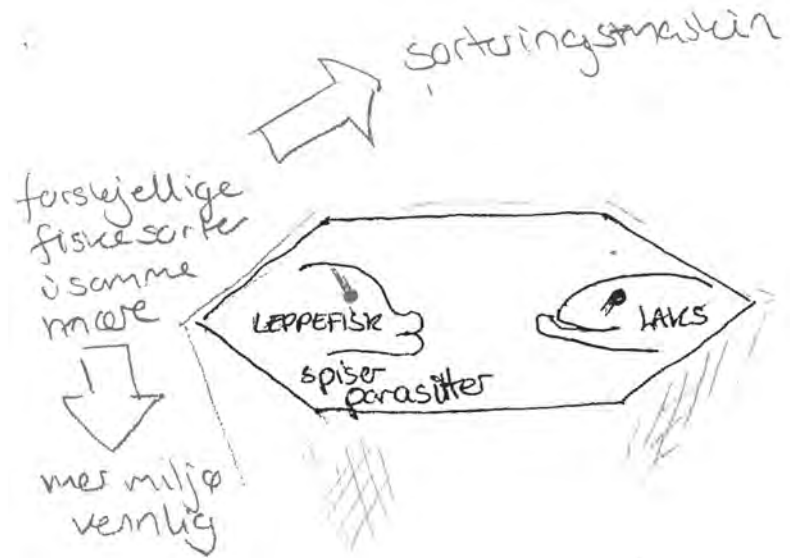 sorteringsmaskin
forskjellige
fiskesorter
i samme
mære
LEPPEFISK
LAKS
spiser
parasitter
mer miljø
vennlig